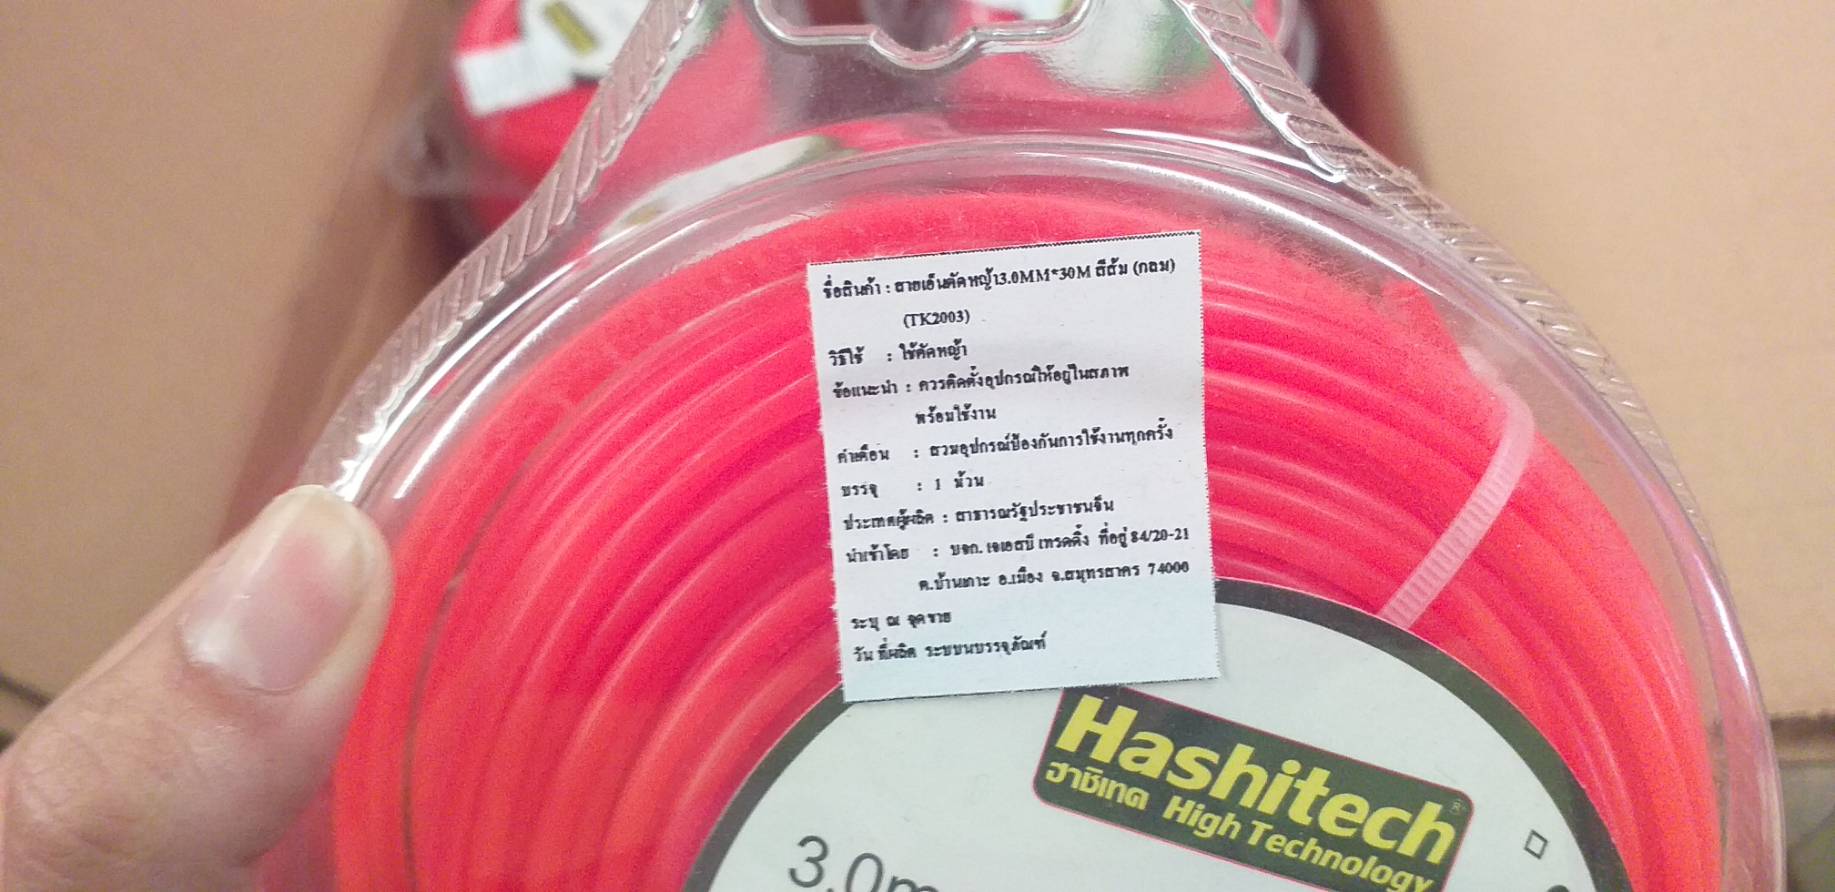 ชื่อสินค้า : สายเอ็นตัดหญ้า3.0MM*30M สีส้ม (กลม)
(TK2003)
วิธีใช้ : ใช้ตัดหญ้า
ข้อแนะนำ : ควรติดตั้งอุปกรณ์ให้อยู่ในสภาพ
พร้อมใช้งาน
คำเตือน : สวมอุปกรณ์ป้องกันการใช้งานทุกครั้ง
บรรจุ : 1 ม้วน
ประเทศผู้ผลิต : สาธารณรัฐประชาชนจีน
นำเข้าโดย : บจก. เจเอสบี เทรดดิ้ง ที่อยู่ 84/20-21
ต.บ้านเกาะ อ.เมือง จ.สมุทรสาคร 74000
ระบุ ณ จุดขาย
วัน ที่ผลิต ระบบนบรรจุภัณฑ์
Hashitech®
ฮาชิเทค High Technology
3.0m